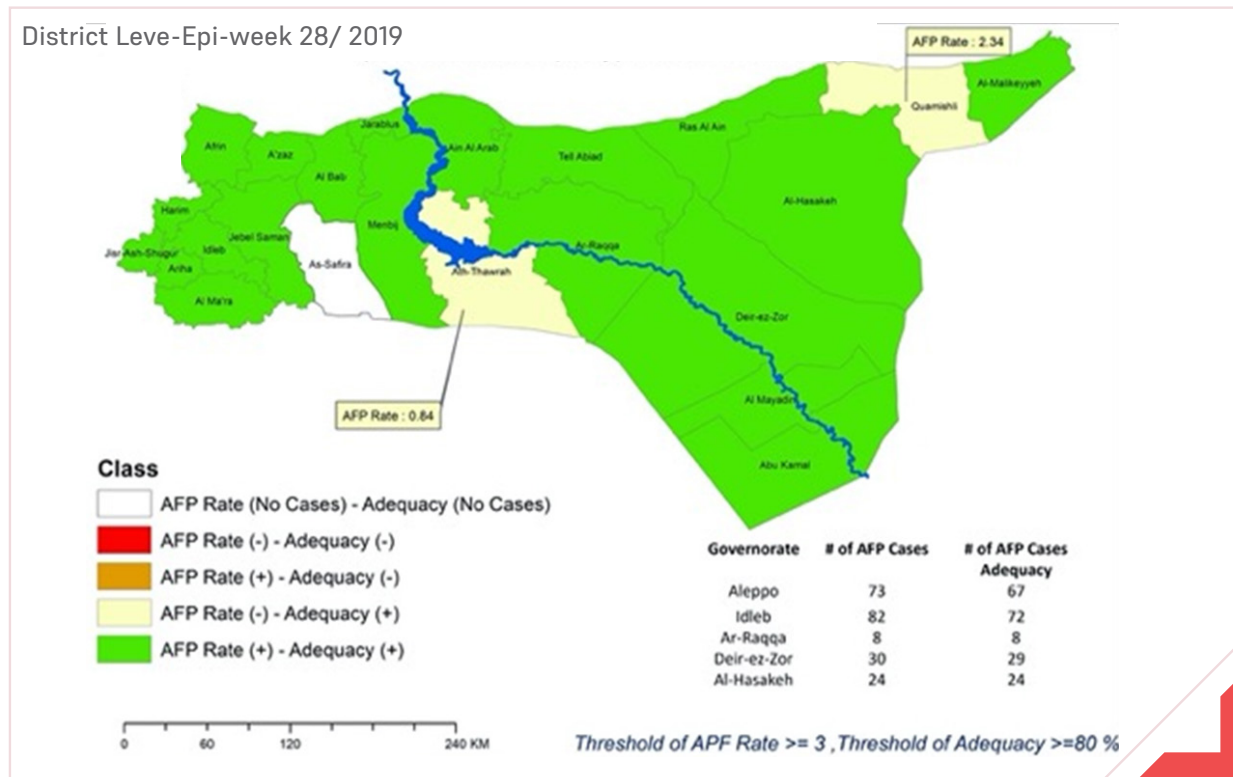 District Leve-Epi-week 28/ 2019
AFP Rate : 2.34
Al-Malikeyyeh
Quamishli
Jarablus
Ras Al Ain
Afrin
A'zaz
Ain Al Arab
Tell Abiad
Al Bab
Al-Hasakeh
Harim
Menbij
Jebel Saman
Idleb
Ar-Raqqa
Jisr-Ash-Shugur
As-Safira
Ariha
Ath-Thawrah
Al Ma'ra
Deir-ez-Zor
Al Mayadin
AFP Rate : 0.84
Abu Kamal
Class
AFP Rate (No Cases) - Adequacy (No Cases)
AFP Rate (-) - Adequacy (-)
AFP Rate (+) - Adequacy (-)
AFP Rate (-) - Adequacy (+)
AFP Rate (+) - Adequacy (+)
Governorate # of AFP Cases # of AFP Cases
Adequacy
Aleppo 73 67
Idleb 82 72
Ar-Raqqa 8 8
Deir-ez-Zor 30 29
Al-Hasakeh 24 24
0 60 120 240 KM
Threshold of APF Rate >= 3 ,Threshold of Adequacy >=80 %